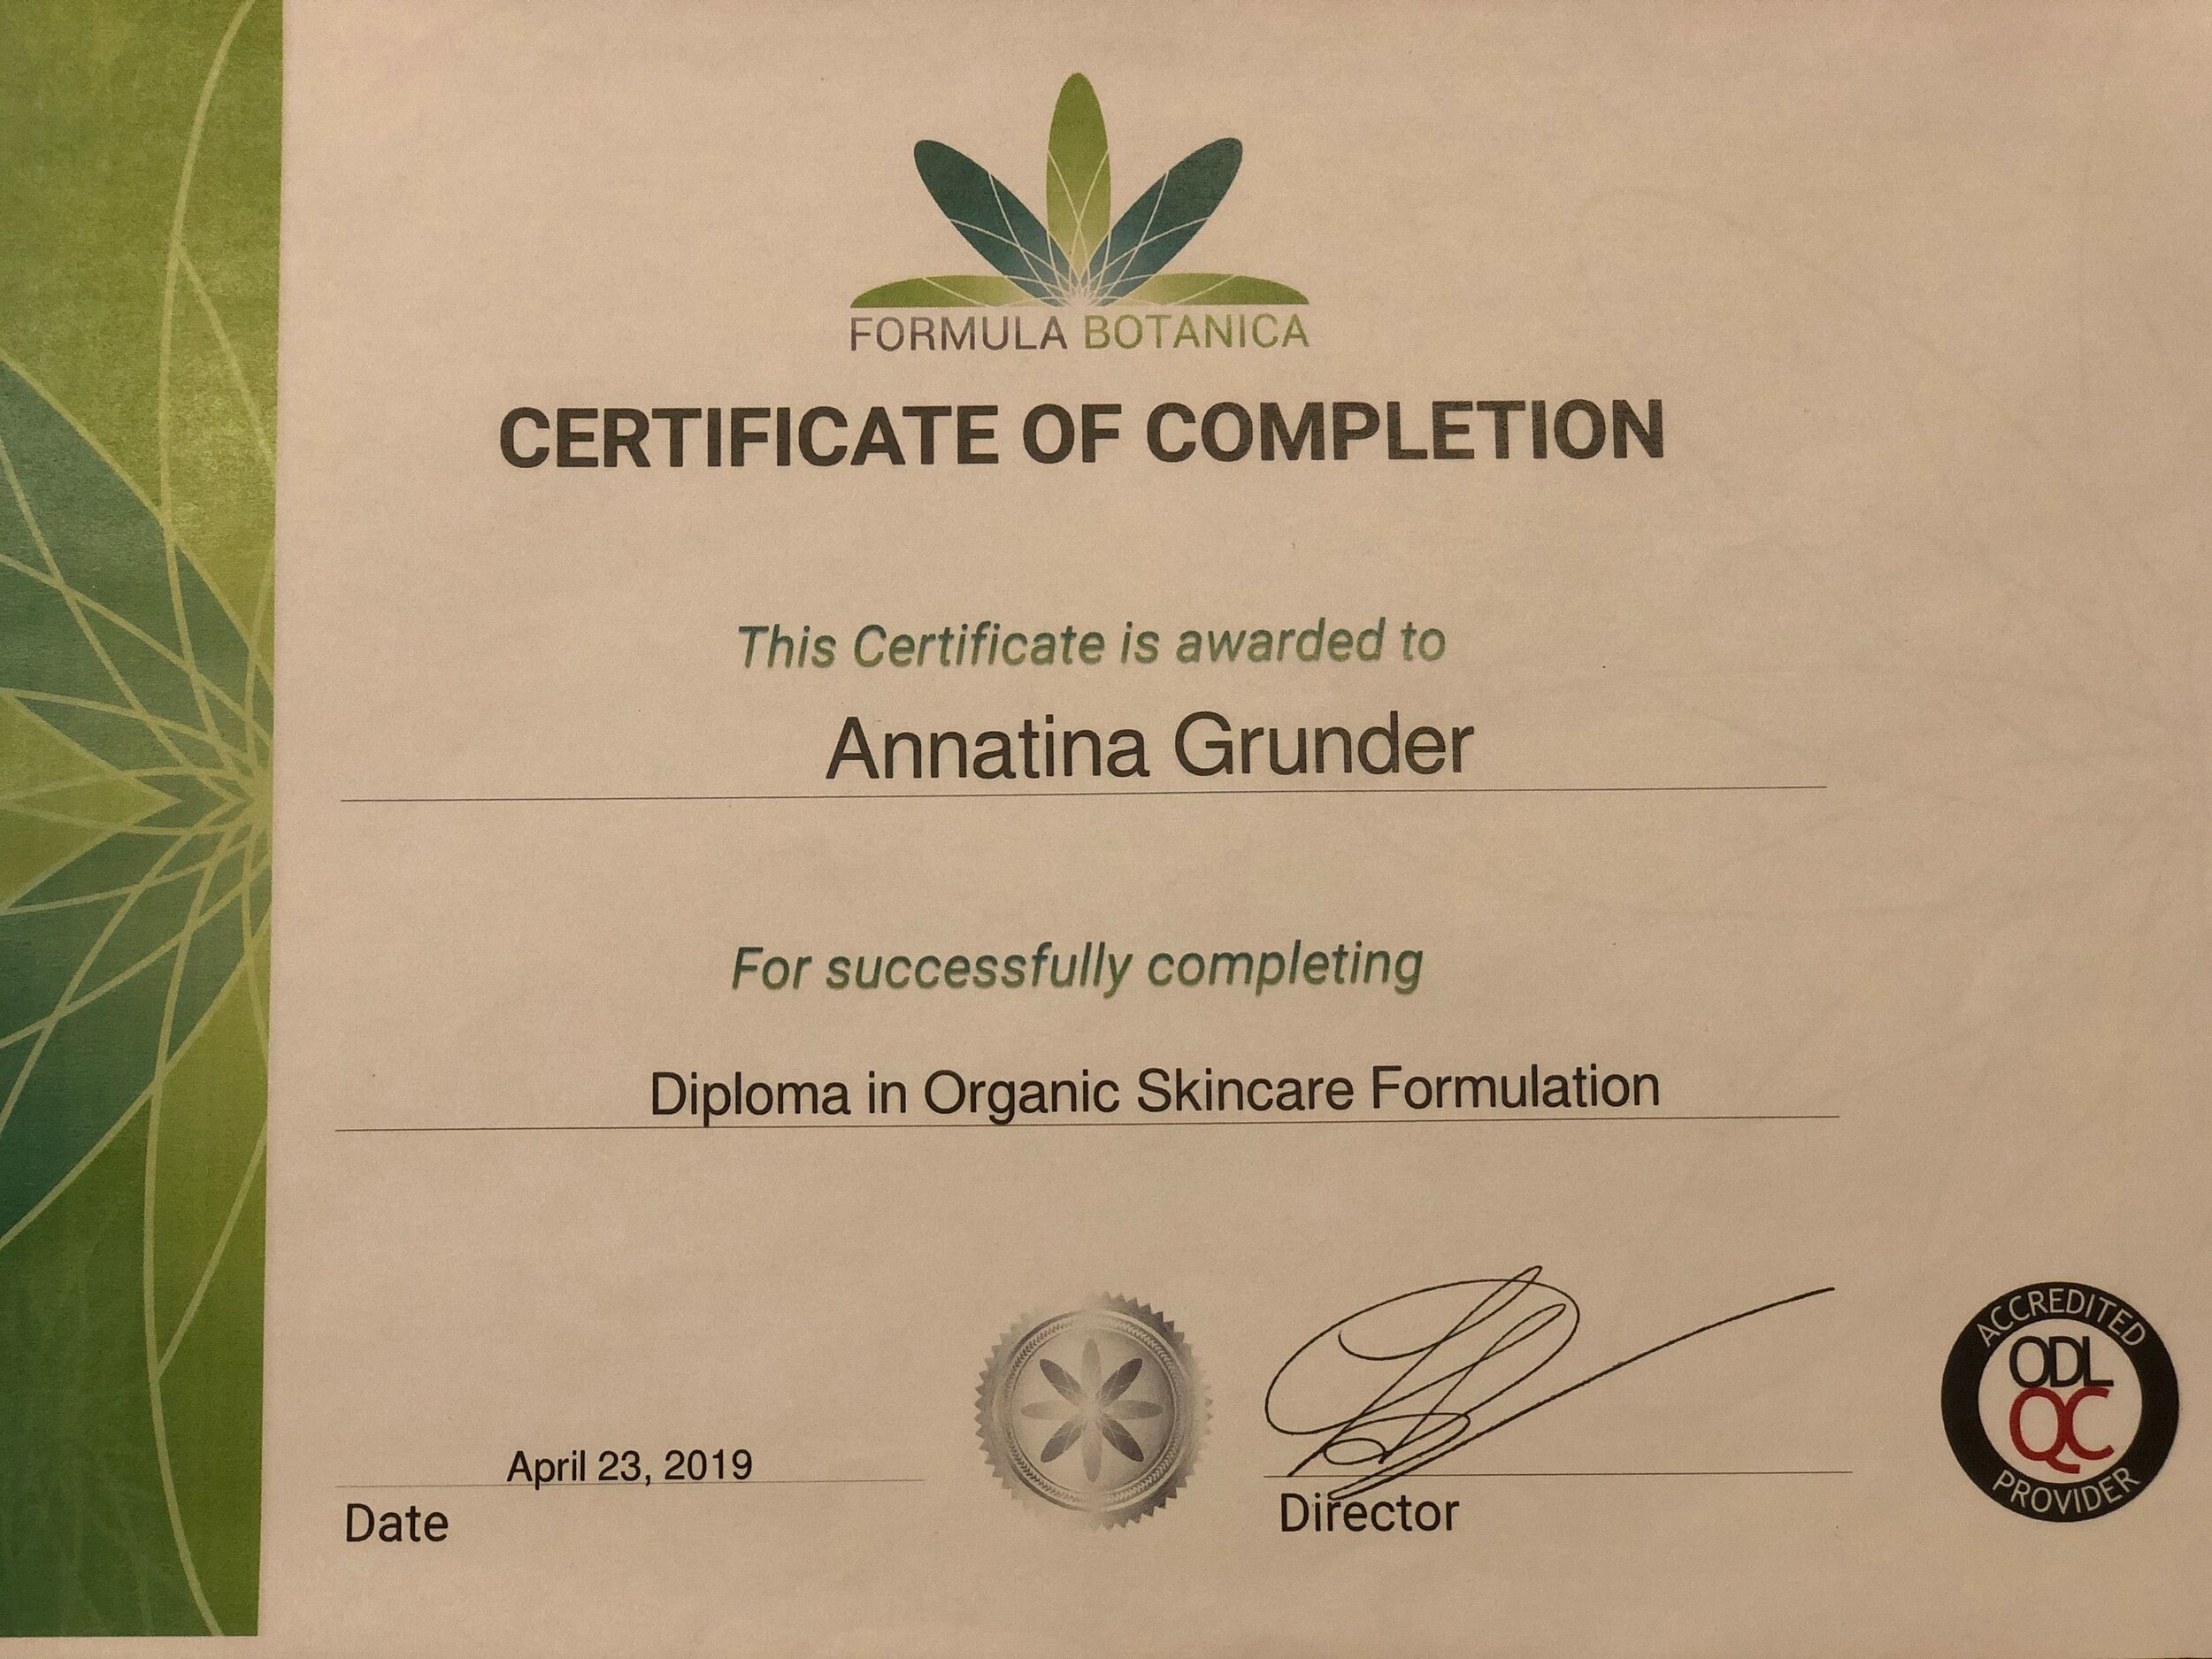 FORMULA BOTANICA
CERTIFICATE OF COMPLETION
This Certificate is awarded to
Annatina Grunder
For successfully completing
Diploma in Organic Skincare Formulation
April 23, 2019
Date
Director
ACCREDITED
ODL
QC
PROVIDER